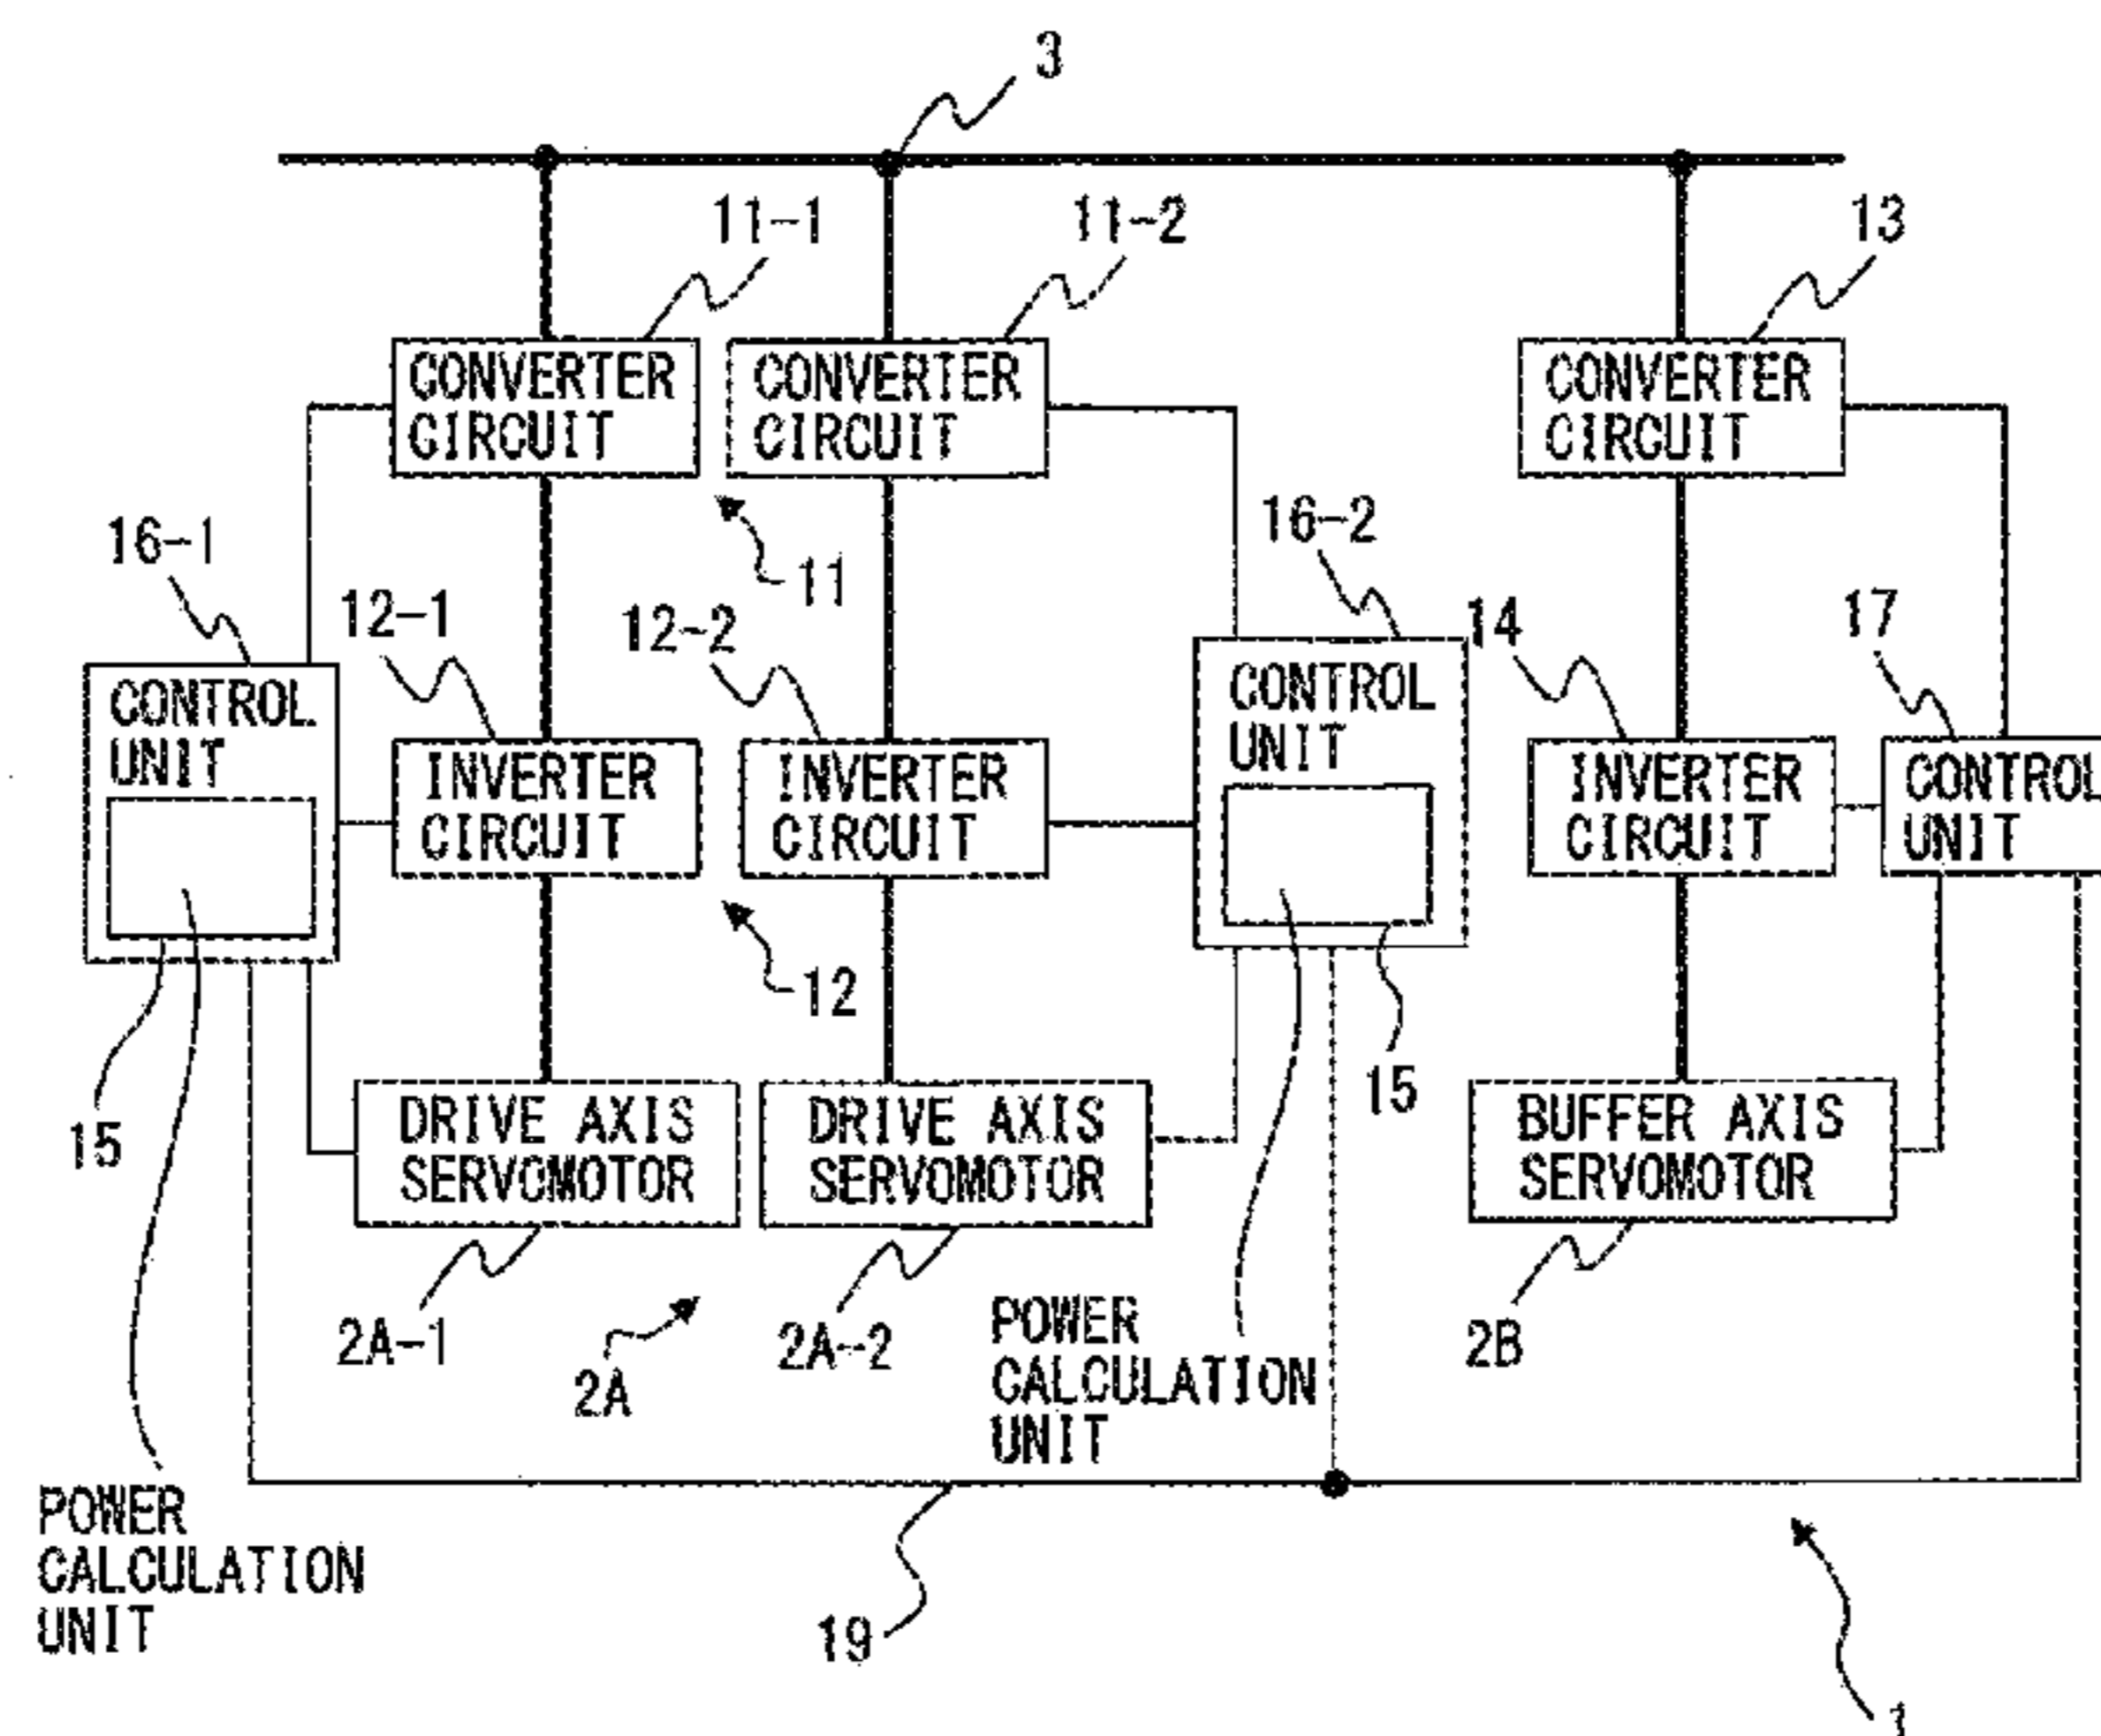 3
11-1
11-2
13
CONVERTER
CIRCUIT
CONVERTER
CIRCUIT
CONVERTER
CIRCUIT
16-1
11
16-2
12-1
12-2
14
17
CONTROL
UNIT
INVERTER
CIRCUIT
INVERTER
CIRCUIT
CONTROL
UNIT
INVERTER
CIRCUIT
CONTROL
UNIT
12
15
15
DRIVE AXIS
SERVOMOTOR
DRIVE AXIS
SERVOMOTOR
BUFFER AXIS
SERVOMOTOR
2A-1
2A
2A-2
POWER
CALCULATION
UNIT
2B
POWER
CALCULATION
UNIT
19
1